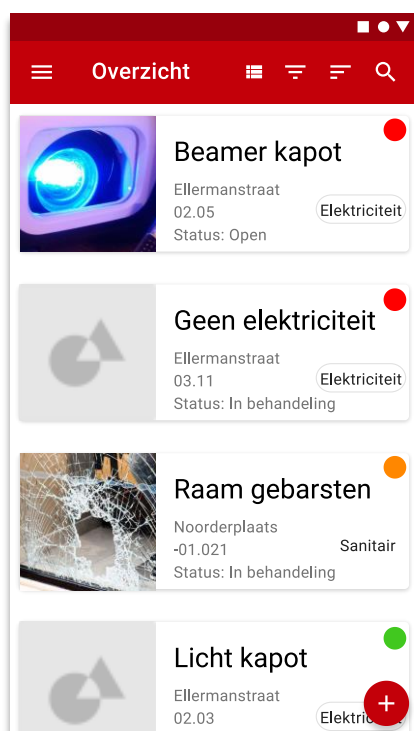 Overzicht
Beamer kapot
Ellermanstraat
02.05
Elektriciteit
Status: Open
Geen elektriciteit
Ellermanstraat
03.11
Elektriciteit
Status: In behandeling
Raam gebarsten
Noorderplaats
-01.021
Sanitair
Status: In behandeling
Licht kapot
Ellermanstraat
02.03